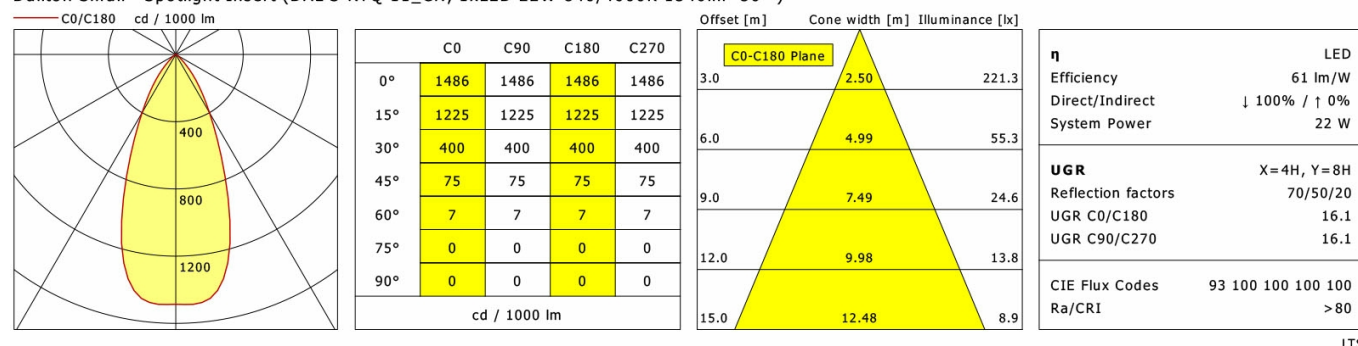 C0/C180 cd / 1000 lm
400
800
1200
C0 C90 C180 C270
0° 1486 1486 1486 1486
15° 1225 1225 1225 1225
30° 400 400 400 400
45° 75 75 75 75
60° 7 7 7 7
75° 0 0 0 0
90° 0 0 0 0
cd / 1000 lm
Offset [m] Cone width [m] Illuminance [lx]
C0-C180 Plane
3.0 2.50 221.3
6.0 4.99 55.3
9.0 7.49 24.6
12.0 9.98 13.8
15.0 12.48 8.9
η LED
Efficiency 61 lm/W
Direct/Indirect ↓ 100% / ↑ 0%
System Power 22 W
UGR X=4H, Y=8H
Reflection factors 70/50/20
UGR C0/C180 16.1
UGR C90/C270 16.1
CIE Flux Codes 93 100 100 100 100
Ra/CRI >80